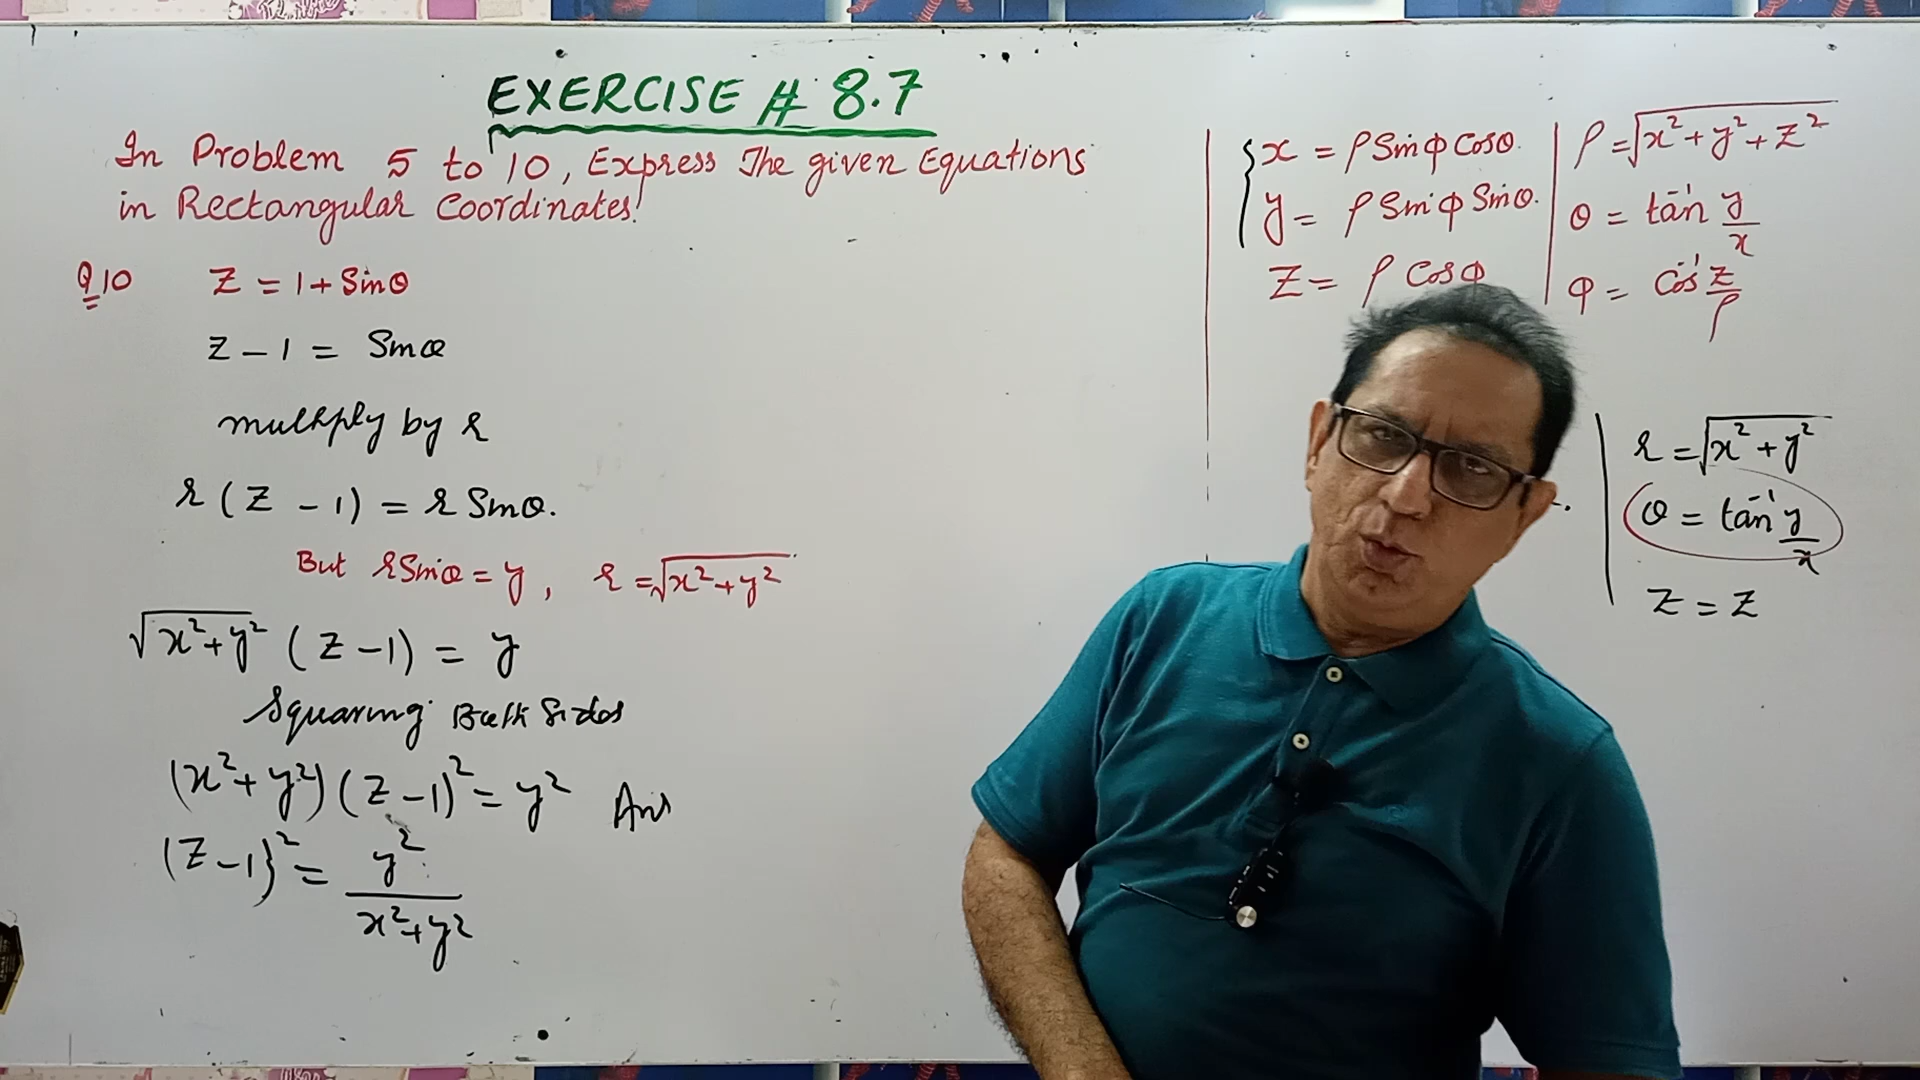 EXERCISE # 8.7
In Problem 5 to 10, Express The given Equations
in Rectangular Coordinates!
Q10 Z = 1 + Sinθ
Z - 1 = Sinθ
multiply by r
r (Z - 1) = r Sinθ.
But rSinθ = y, r = √x²+y²
√x²+y² (Z - 1) = y
Squaring Both Sides
(x²+y²)(Z-1)² = y² Ans
(Z-1)² = y²/x²+y²
x = ρ Sinφ Cosθ.
y = ρ Sinφ Sinθ.
Z = ρ Cosφ
ρ = √x²+y²+Z²
θ = tan⁻¹ y/x
φ = Cos⁻¹ Z/ρ
r = √x²+y²
θ = tan⁻¹ y/x
Z = Z